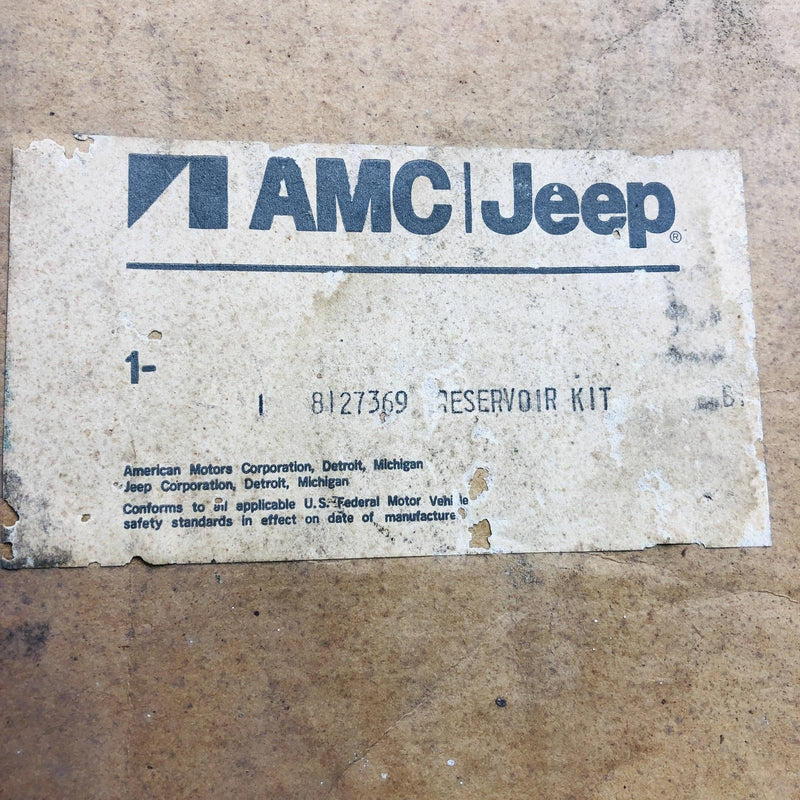 AMC|Jeep®
1-
1 8127369 RESERVOIR KIT
American Motors Corporation, Detroit, Michigan
Jeep Corporation, Detroit, Michigan
Conforms to all applicable U.S. Federal Motor Vehicle
safety standards in effect on date of manufacture.